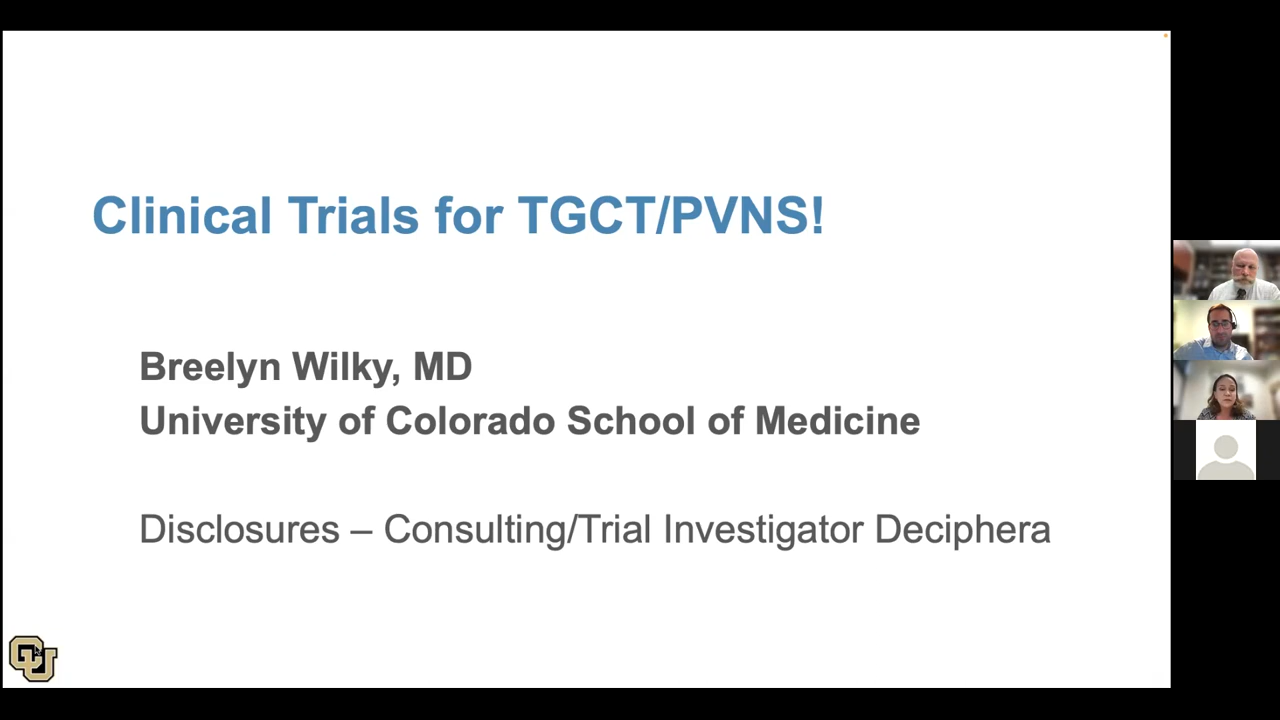 Clinical Trials for TGCT/PVNS!
Breelyn Wilky, MD
University of Colorado School of Medicine
Disclosures – Consulting/Trial Investigator Deciphera
CU